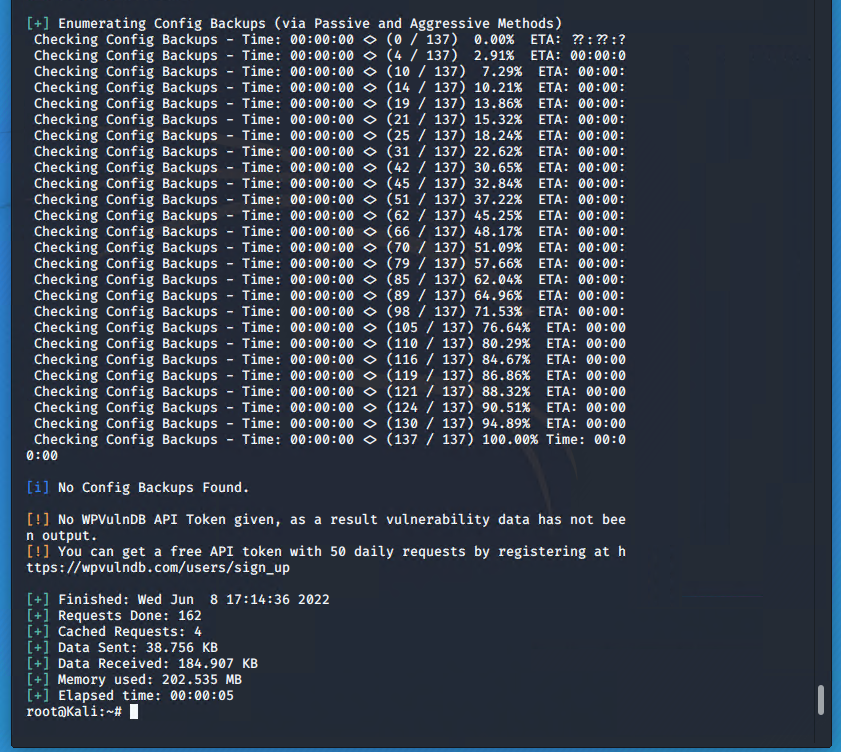 [+] Enumerating Config Backups (via Passive and Aggressive Methods)
Checking Config Backups - Time: 00:00:00 <> (0 / 137)  0.00%  ETA: ??:??:?
Checking Config Backups - Time: 00:00:00 <> (4 / 137)  2.91%  ETA: 00:00:0
Checking Config Backups - Time: 00:00:00 <> (10 / 137)  7.29%  ETA: 00:00:
Checking Config Backups - Time: 00:00:00 <> (14 / 137) 10.21%  ETA: 00:00:
Checking Config Backups - Time: 00:00:00 <> (19 / 137) 13.86%  ETA: 00:00:
Checking Config Backups - Time: 00:00:00 <> (21 / 137) 15.32%  ETA: 00:00:
Checking Config Backups - Time: 00:00:00 <> (25 / 137) 18.24%  ETA: 00:00:
Checking Config Backups - Time: 00:00:00 <> (31 / 137) 22.62%  ETA: 00:00:
Checking Config Backups - Time: 00:00:00 <> (42 / 137) 30.65%  ETA: 00:00:
Checking Config Backups - Time: 00:00:00 <> (45 / 137) 32.84%  ETA: 00:00:
Checking Config Backups - Time: 00:00:00 <> (51 / 137) 37.22%  ETA: 00:00:
Checking Config Backups - Time: 00:00:00 <> (62 / 137) 45.25%  ETA: 00:00:
Checking Config Backups - Time: 00:00:00 <> (66 / 137) 48.17%  ETA: 00:00:
Checking Config Backups - Time: 00:00:00 <> (70 / 137) 51.09%  ETA: 00:00:
Checking Config Backups - Time: 00:00:00 <> (79 / 137) 57.66%  ETA: 00:00:
Checking Config Backups - Time: 00:00:00 <> (85 / 137) 62.04%  ETA: 00:00:
Checking Config Backups - Time: 00:00:00 <> (89 / 137) 64.96%  ETA: 00:00:
Checking Config Backups - Time: 00:00:00 <> (98 / 137) 71.53%  ETA: 00:00:
Checking Config Backups - Time: 00:00:00 <> (105 / 137) 76.64%  ETA: 00:00
Checking Config Backups - Time: 00:00:00 <> (110 / 137) 80.29%  ETA: 00:00
Checking Config Backups - Time: 00:00:00 <> (116 / 137) 84.67%  ETA: 00:00
Checking Config Backups - Time: 00:00:00 <> (119 / 137) 86.86%  ETA: 00:00
Checking Config Backups - Time: 00:00:00 <> (121 / 137) 88.32%  ETA: 00:00
Checking Config Backups - Time: 00:00:00 <> (124 / 137) 90.51%  ETA: 00:00
Checking Config Backups - Time: 00:00:00 <> (130 / 137) 94.89%  ETA: 00:00
Checking Config Backups - Time: 00:00:00 <> (137 / 137) 100.00% Time: 00:0
0:00
[i] No Config Backups Found.
[!] No WPVulnDB API Token given, as a result vulnerability data has not bee
n output.
[!] You can get a free API token with 50 daily requests by registering at h
ttps://wpvulndb.com/users/sign_up
[+] Finished: Wed Jun  8 17:14:36 2022
[+] Requests Done: 162
[+] Cached Requests: 4
[+] Data Sent: 38.756 KB
[+] Data Received: 184.907 KB
[+] Memory used: 202.535 MB
[+] Elapsed time: 00:00:05
root@Kali:~#